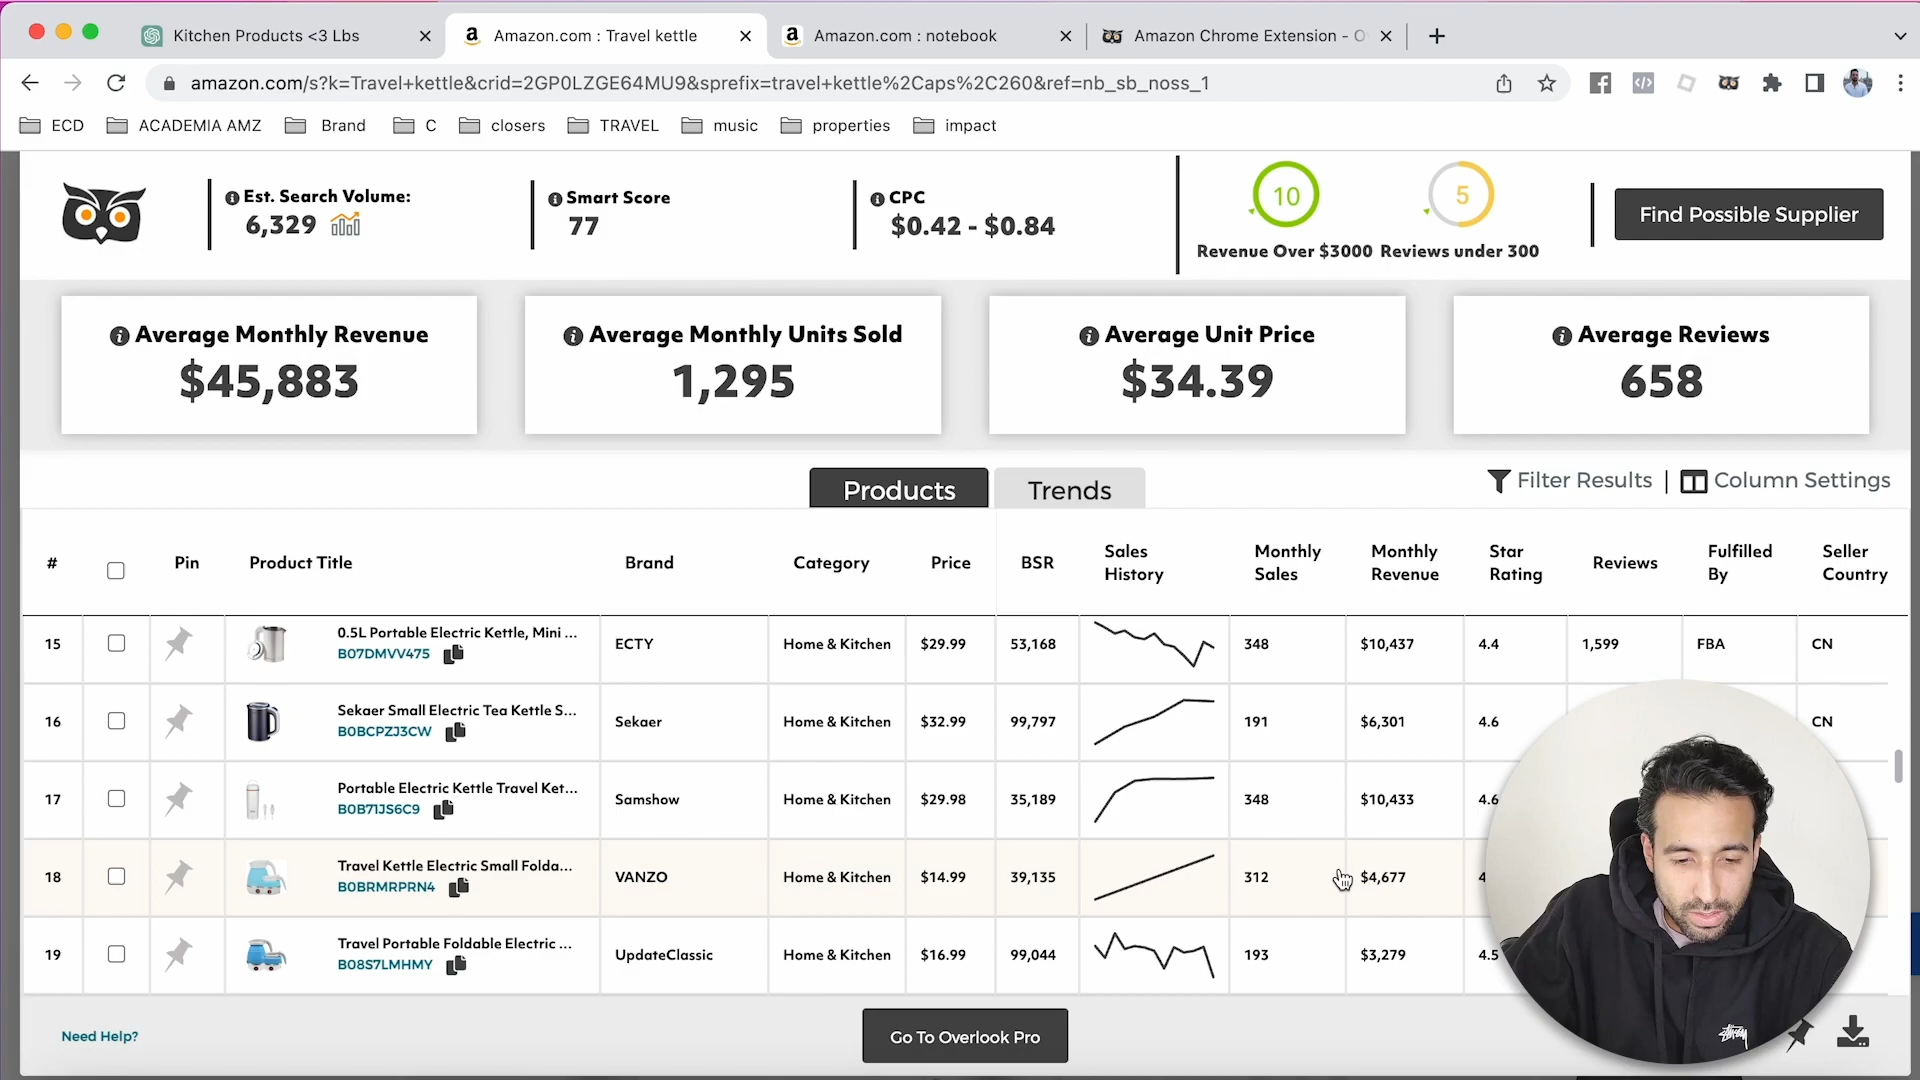 Kitchen Products <3 Lbs
Amazon.com : Travel kettle
Amazon.com : notebook
Amazon Chrome Extension - O
amazon.com/s?k=Travel+kettle&crid=2GP0LZGE64MU9&sprefix=travel+kettle%2Caps%2C260&ref=nb_sb_noss_1
ECD
ACADEMIA AMZ
Brand
C
closers
TRAVEL
music
properties
impact
Est. Search Volume:
6,329
Smart Score
77
CPC
$0.42 - $0.84
10
Revenue Over $3000
5
Reviews under 300
Find Possible Supplier
Average Monthly Revenue
$45,883
Average Monthly Units Sold
1,295
Average Unit Price
$34.39
Average Reviews
658
Products
Trends
Filter Results | Column Settings
# Pin Product Title Brand Category Price BSR Sales History Monthly Sales Monthly Revenue Star Rating Reviews Fulfilled By Seller Country
15 0.5L Portable Electric Kettle, Mini ... ECTY Home & Kitchen $29.99 53,168 348 $10,437 4.4 1,599 FBA CN
B07DMVV475
16 Sekaer Small Electric Tea Kettle S... Sekaer Home & Kitchen $32.99 99,797 191 $6,301 4.6 CN
B0BCPZJ3CW
17 Portable Electric Kettle Travel Ket... Samshow Home & Kitchen $29.98 35,189 348 $10,433 4.6
B0B71JS6C9
18 Travel Kettle Electric Small Folda... VANZO Home & Kitchen $14.99 39,135 312 $4,677 4
B0BRMRPRN4
19 Travel Portable Foldable Electric ... UpdateClassic Home & Kitchen $16.99 99,044 193 $3,279 4.5
B08S7LMHMY
Need Help?
Go To Overlook Pro